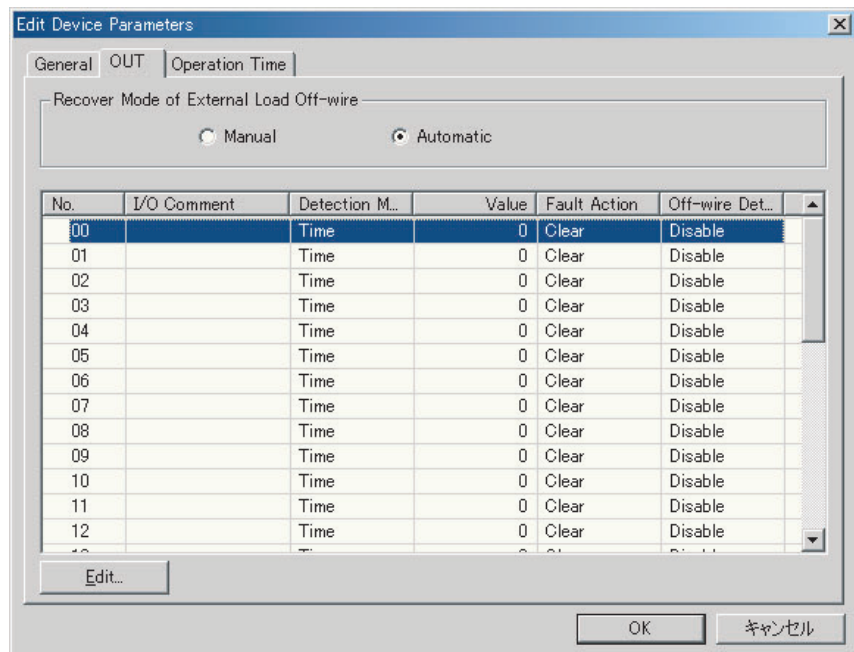 Edit Device Parameters
General OUT Operation Time
Recover Mode of External Load Off-wire
Manual Automatic
No. I/O Comment Detection M... Value Fault Action Off-wire Det...
00 Time 0 Clear Disable
01 Time 0 Clear Disable
02 Time 0 Clear Disable
03 Time 0 Clear Disable
04 Time 0 Clear Disable
05 Time 0 Clear Disable
06 Time 0 Clear Disable
07 Time 0 Clear Disable
08 Time 0 Clear Disable
09 Time 0 Clear Disable
10 Time 0 Clear Disable
11 Time 0 Clear Disable
12 Time 0 Clear Disable
Edit...
OK キャンセル